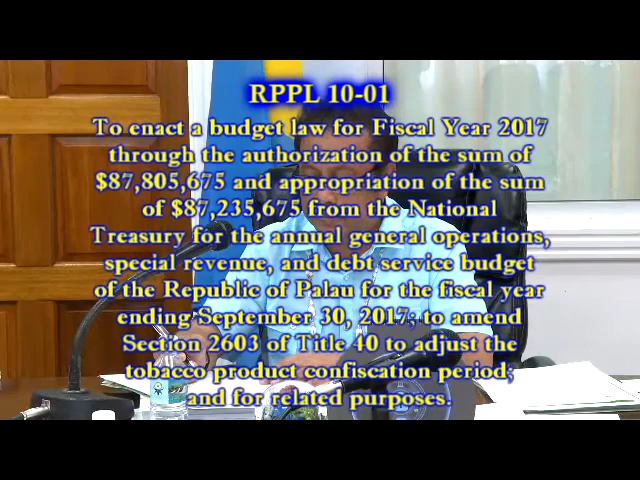 RPPL 10-01
To enact a budget law for Fiscal Year 2017
through the authorization of the sum of
$87,805,675 and appropriation of the sum
of $87,235,675 from the National
Treasury for the annual general operations,
special revenue, and debt service budget
of the Republic of Palau for the fiscal year
ending September 30, 2017; to amend
Section 2603 of Title 40 to adjust the
tobacco product confiscation period;
and for related purposes.